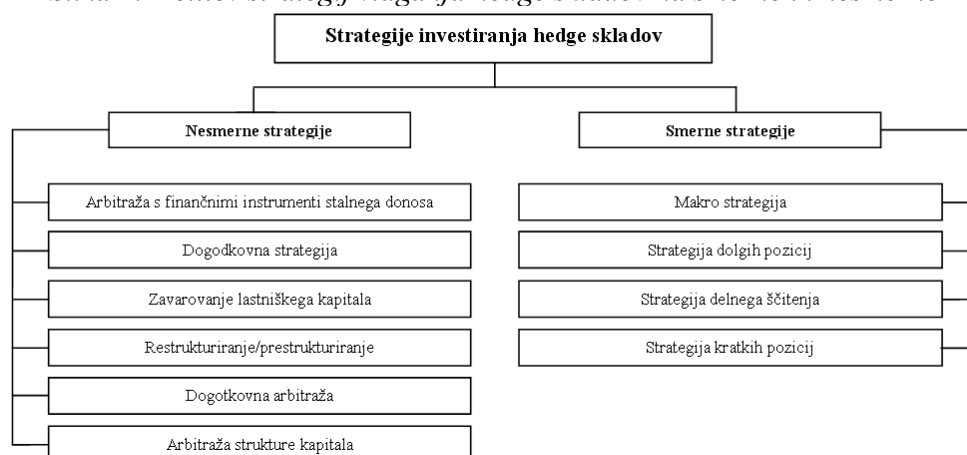 Strategije investiranja hedge skladov
Nesmerne strategije
Smerne strategije
Arbitraža s finančnimi instrumenti stalnega donosa
Dogodkovna strategija
Zavarovanje lastniškega kapitala
Restrukturiranje/prestrukturiranje
Dogotkovna arbitraža
Arbitraža strukture kapitala
Makro strategija
Strategija dolgih pozicij
Strategija delnega ščitenja
Strategija kratkih pozicij